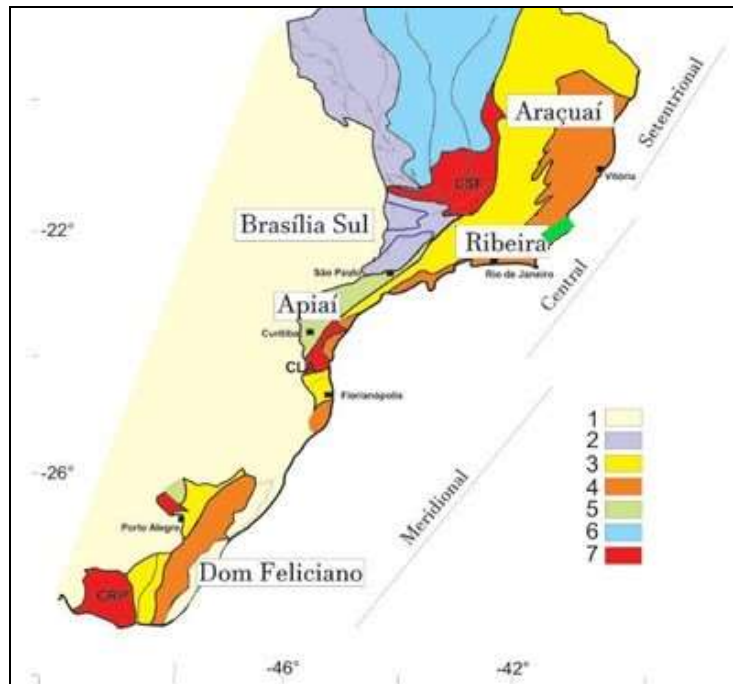 Araçuaí
Setentrional
CSF
Vitória
-22°
Brasília Sul
Ribeira
São Paulo
Rio de Janeiro
Central
Apiaí
Curitiba
CLA
Florianópolis
1
2
3
4
5
6
7
-26°
Meridional
Porto Alegre
Dom Feliciano
CRP
-46°
-42°